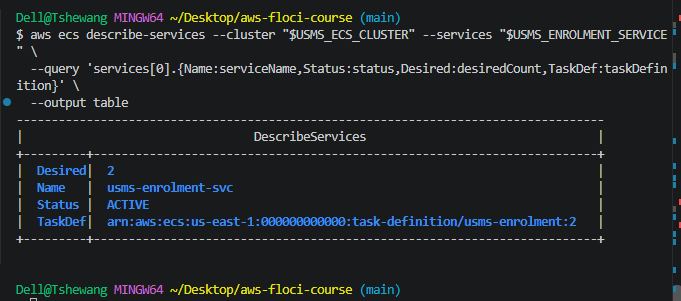 Dell@Tshewang MINGW64 ~/Desktop/aws-floci-course (main)
$ aws ecs describe-services --cluster "$USMS_ECS_CLUSTER" --services "$USMS_ENROLMENT_SERVICE
" \
  --query 'services[0].{Name:serviceName,Status:status,Desired:desiredCount,TaskDef:taskDefin
ition}' \
  --output table
-----------------------------------------------------------------------------------
|                                DescribeServices                                 |
+---------+-----------------------------------------------------------------------+
|  Desired|  2                                                                    |
|  Name   |  usms-enrolment-svc                                                   |
|  Status |  ACTIVE                                                               |
|  TaskDef|  arn:aws:ecs:us-east-1:000000000000:task-definition/usms-enrolment:2  |
+---------+-----------------------------------------------------------------------+
Dell@Tshewang MINGW64 ~/Desktop/aws-floci-course (main)